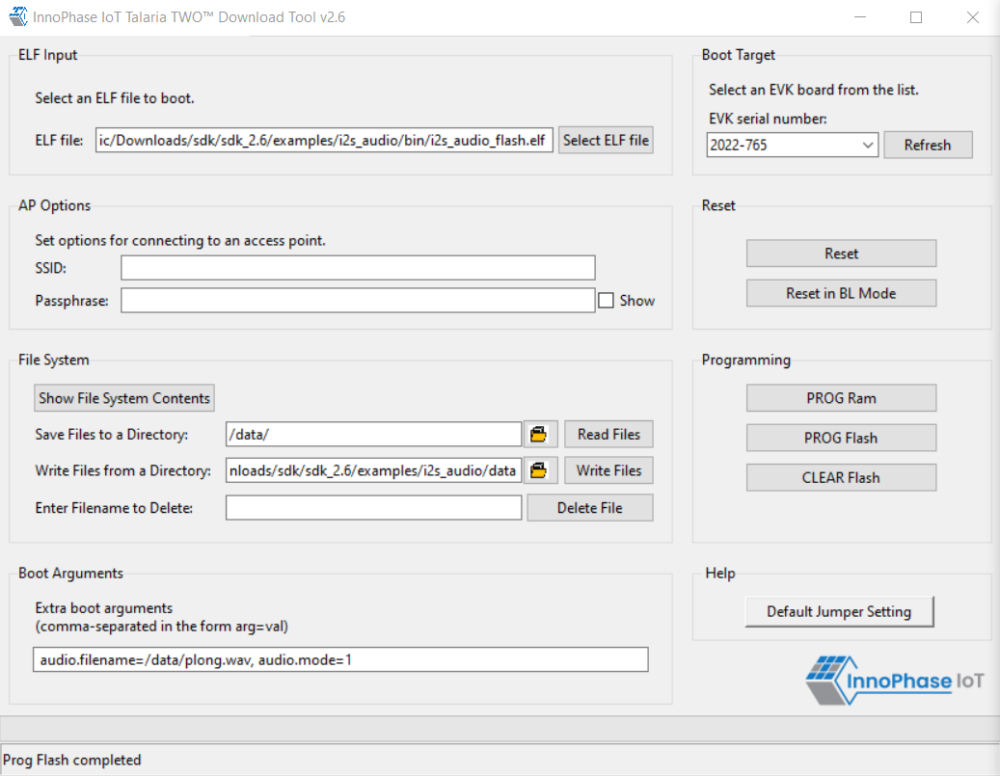 InnoPhase IoT Talaria TWO™ Download Tool v2.6
ELF Input
Select an ELF file to boot.
ELF file: ic/Downloads/sdk/sdk_2.6/examples/i2s_audio/bin/i2s_audio_flash.elf Select ELF file
Boot Target
Select an EVK board from the list.
EVK serial number:
2022-765 Refresh
AP Options
Set options for connecting to an access point.
SSID:
Passphrase: Show
Reset
Reset
Reset in BL Mode
File System
Show File System Contents
Save Files to a Directory: /data/ Read Files
Write Files from a Directory: nloads/sdk/sdk_2.6/examples/i2s_audio/data Write Files
Enter Filename to Delete: Delete File
Programming
PROG Ram
PROG Flash
CLEAR Flash
Boot Arguments
Extra boot arguments
(comma-separated in the form arg=val)
audio.filename=/data/plong.wav, audio.mode=1
Help
Default Jumper Setting
InnoPhase IoT
Prog Flash completed